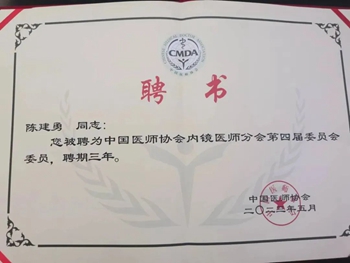 CMDA
聘 书
陈建勇 同志：
您被聘为中国医师协会内镜医师分会第四届委员会
委员，聘期三年。
中国医师协会
二〇二二年五月